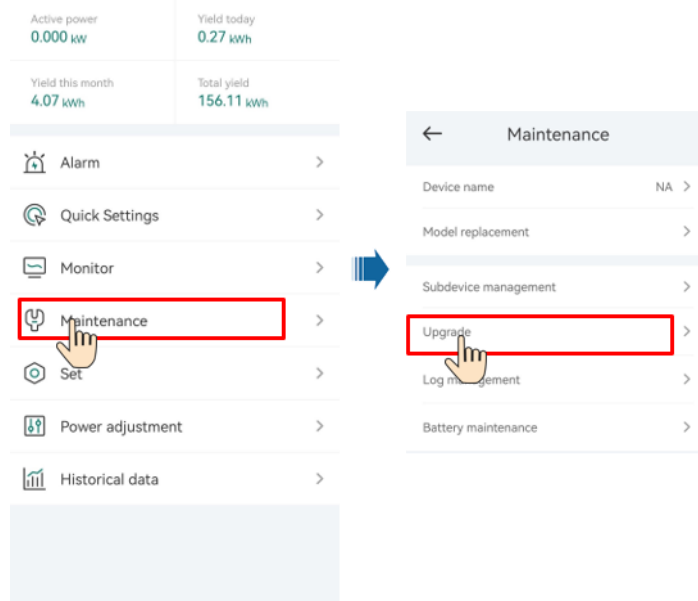 Active power
0.000 kW
Yield today
0.27 kWh
Yield this month
4.07 kWh
Total yield
156.11 kWh
Alarm
Quick Settings
Monitor
Maintenance
Set
Power adjustment
Historical data
Maintenance
Device name
NA
Model replacement
Subdevice management
Upgrade
Log management
Battery maintenance